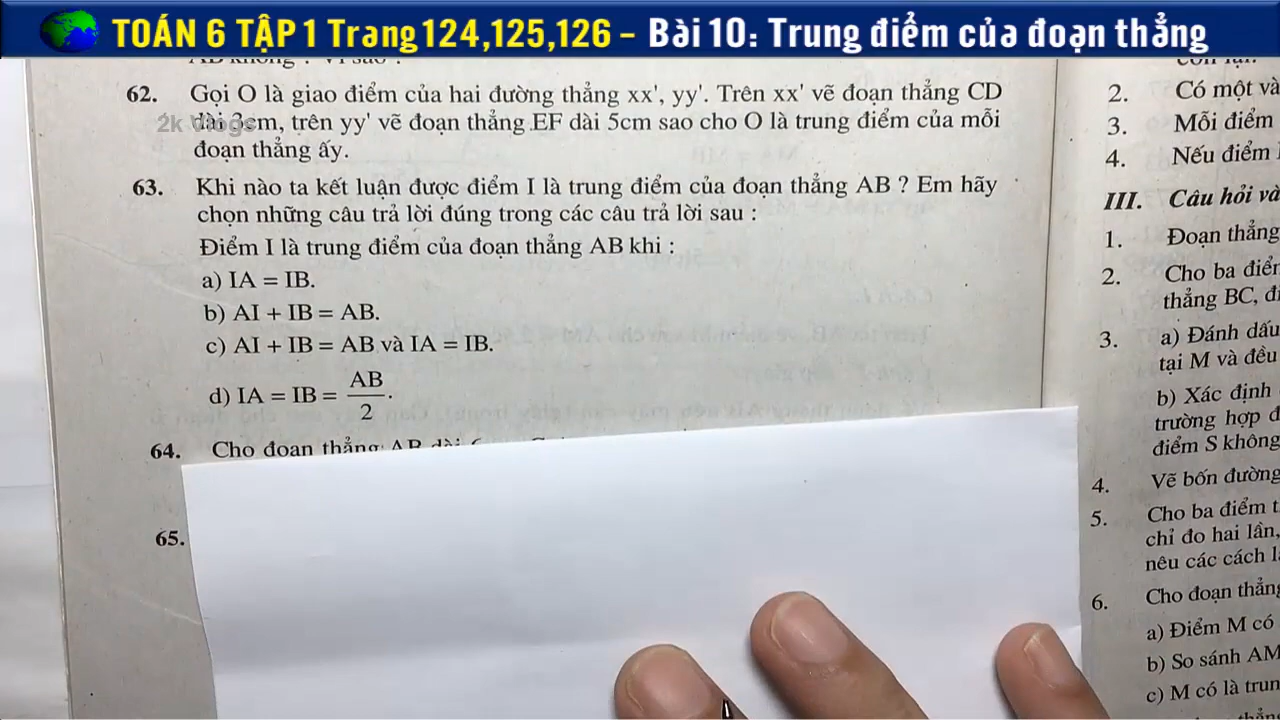 TOÁN 6 TẬP 1 Trang 124,125,126 - Bài 10: Trung điểm của đoạn thẳng
62. Gọi O là giao điểm của hai đường thẳng xx', yy'. Trên xx' vẽ đoạn thẳng CD
2k Vlogs
dài 3cm, trên yy' vẽ đoạn thẳng EF dài 5cm sao cho O là trung điểm của mỗi
đoạn thẳng ấy.
63. Khi nào ta kết luận được điểm I là trung điểm của đoạn thẳng AB ? Em hãy
chọn những câu trả lời đúng trong các câu trả lời sau :
Điểm I là trung điểm của đoạn thẳng AB khi :
a) IA = IB.
b) AI + IB = AB.
c) AI + IB = AB và IA = IB.
d) IA = IB = AB/2.
64. Cho đoạn thẳng AB dài
65.
2. Có một và
3. Mỗi điểm
4. Nếu điểm
III. Câu hỏi và
1. Đoạn thẳng
2. Cho ba điểm
thẳng BC, đ
3. a) Đánh dấu
tại M và đều
b) Xác định
trường hợp
điểm S không
4. Vẽ bốn đường
5. Cho ba điểm
chỉ đo hai lần,
nêu các cách
6. Cho đoạn thẳng
a) Điểm M có
b) So sánh AM
c) M có là trun